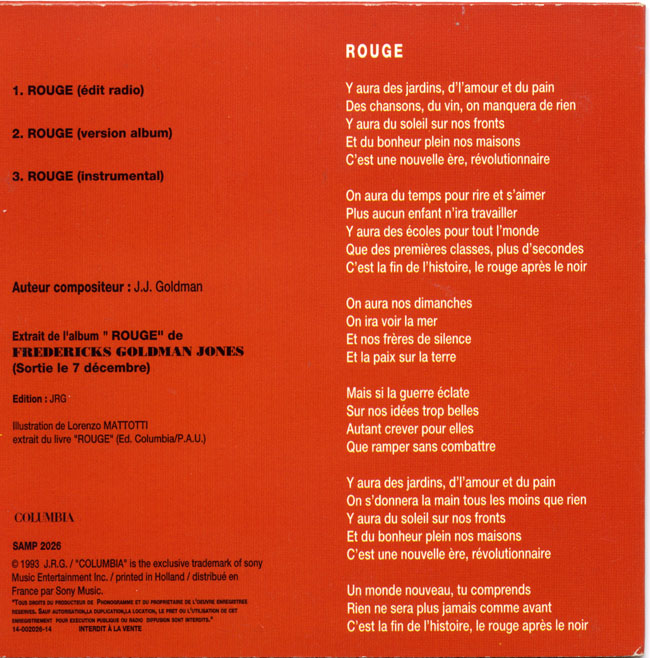 1. ROUGE (édit radio)
2. ROUGE (version album)
3. ROUGE (instrumental)
Auteur compositeur : J.J. Goldman
Extrait de l'album " ROUGE" de
FREDERICKS GOLDMAN JONES
(Sortie le 7 décembre)
Edition : JRG
Illustration de Lorenzo MATTOTTI
extrait du livre "ROUGE" (Ed. Columbia/P.A.U.)
COLUMBIA
SAMP 2026
© 1993 J.R.G. / "COLUMBIA" is the exclusive trademark of sony
Music Entertainment Inc. / printed in Holland / distribué en
France par Sony Music.
"TOUS DROITS DU PRODUCTEUR DE PHONOGRAMME ET DU PROPRIETAIRE DE L'OEUVRE ENREGISTREE
RESERVES. SAUF AUTORISATION,LA DUPLICATION,LA LOCATION, LE PRET OU L'UTILISATION DE CET
ENREGISTREMENT POUR EXECUTION PUBLIQUE OU RADIO DIFFUSION SONT INTERDITS."
14-002026-14 INTERDIT À LA VENTE
ROUGE
Y aura des jardins, d'l'amour et du pain
Des chansons, du vin, on manquera de rien
Y aura du soleil sur nos fronts
Et du bonheur plein nos maisons
C'est une nouvelle ère, révolutionnaire
On aura du temps pour rire et s'aimer
Plus aucun enfant n'ira travailler
Y aura des écoles pour tout l'monde
Que des premières classes, plus d'secondes
C'est la fin de l'histoire, le rouge après le noir
On aura nos dimanches
On ira voir la mer
Et nos frères de silence
Et la paix sur la terre
Mais si la guerre éclate
Sur nos idées trop belles
Autant crever pour elles
Que ramper sans combattre
Y aura des jardins, d'l'amour et du pain
On s'donnera la main tous les moins que rien
Y aura du soleil sur nos fronts
Et du bonheur plein nos maisons
C'est une nouvelle ère, révolutionnaire
Un monde nouveau, tu comprends
Rien ne sera plus jamais comme avant
C'est la fin de l'histoire, le rouge après le noir